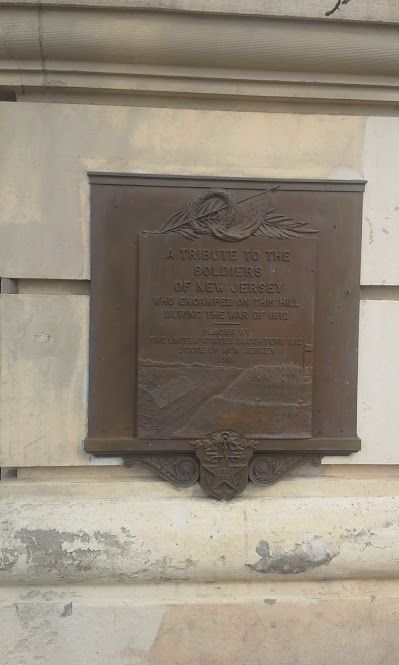 A TRIBUTE TO THE
SOLDIERS
OF NEW JERSEY
WHO ENCAMPED ON THIS HILL
DURING THE WAR OF 1812
PLACED BY
THE UNITED STATES DAUGHTERS 1812
STATE OF NEW JERSEY